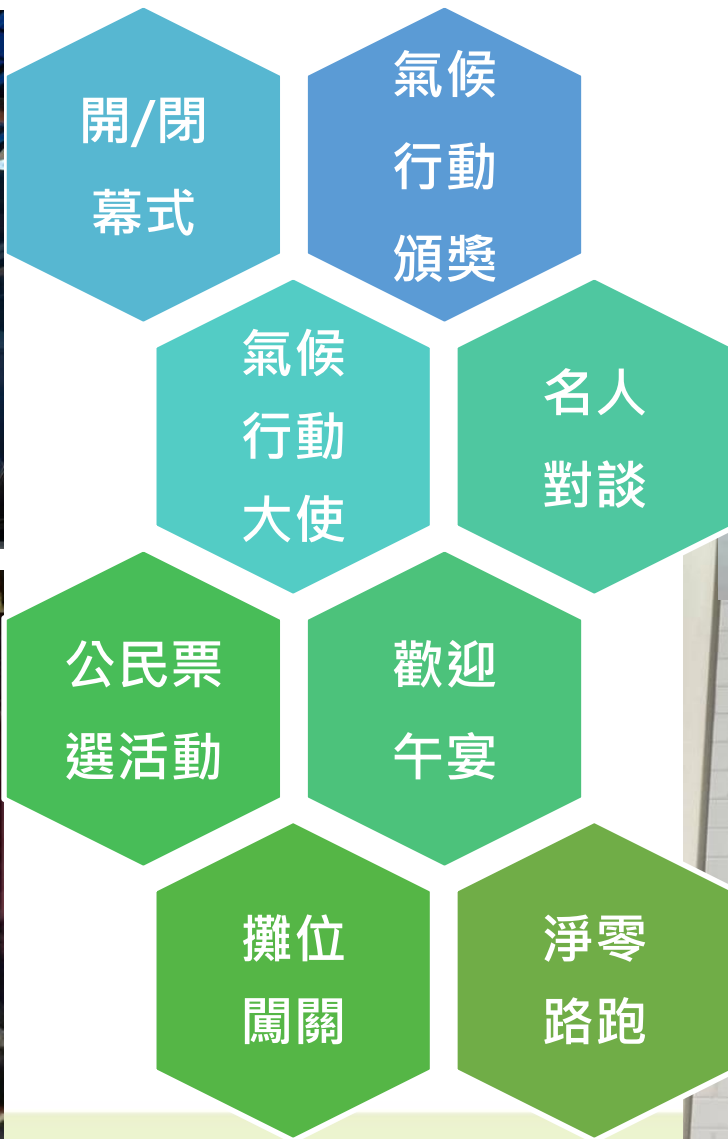 開/閉
幕式
氣候
行動
頒獎
氣候
行動
大使
名人
對談
公民票
選活動
歡迎
午宴
攤位
闖關
淨零
路跑